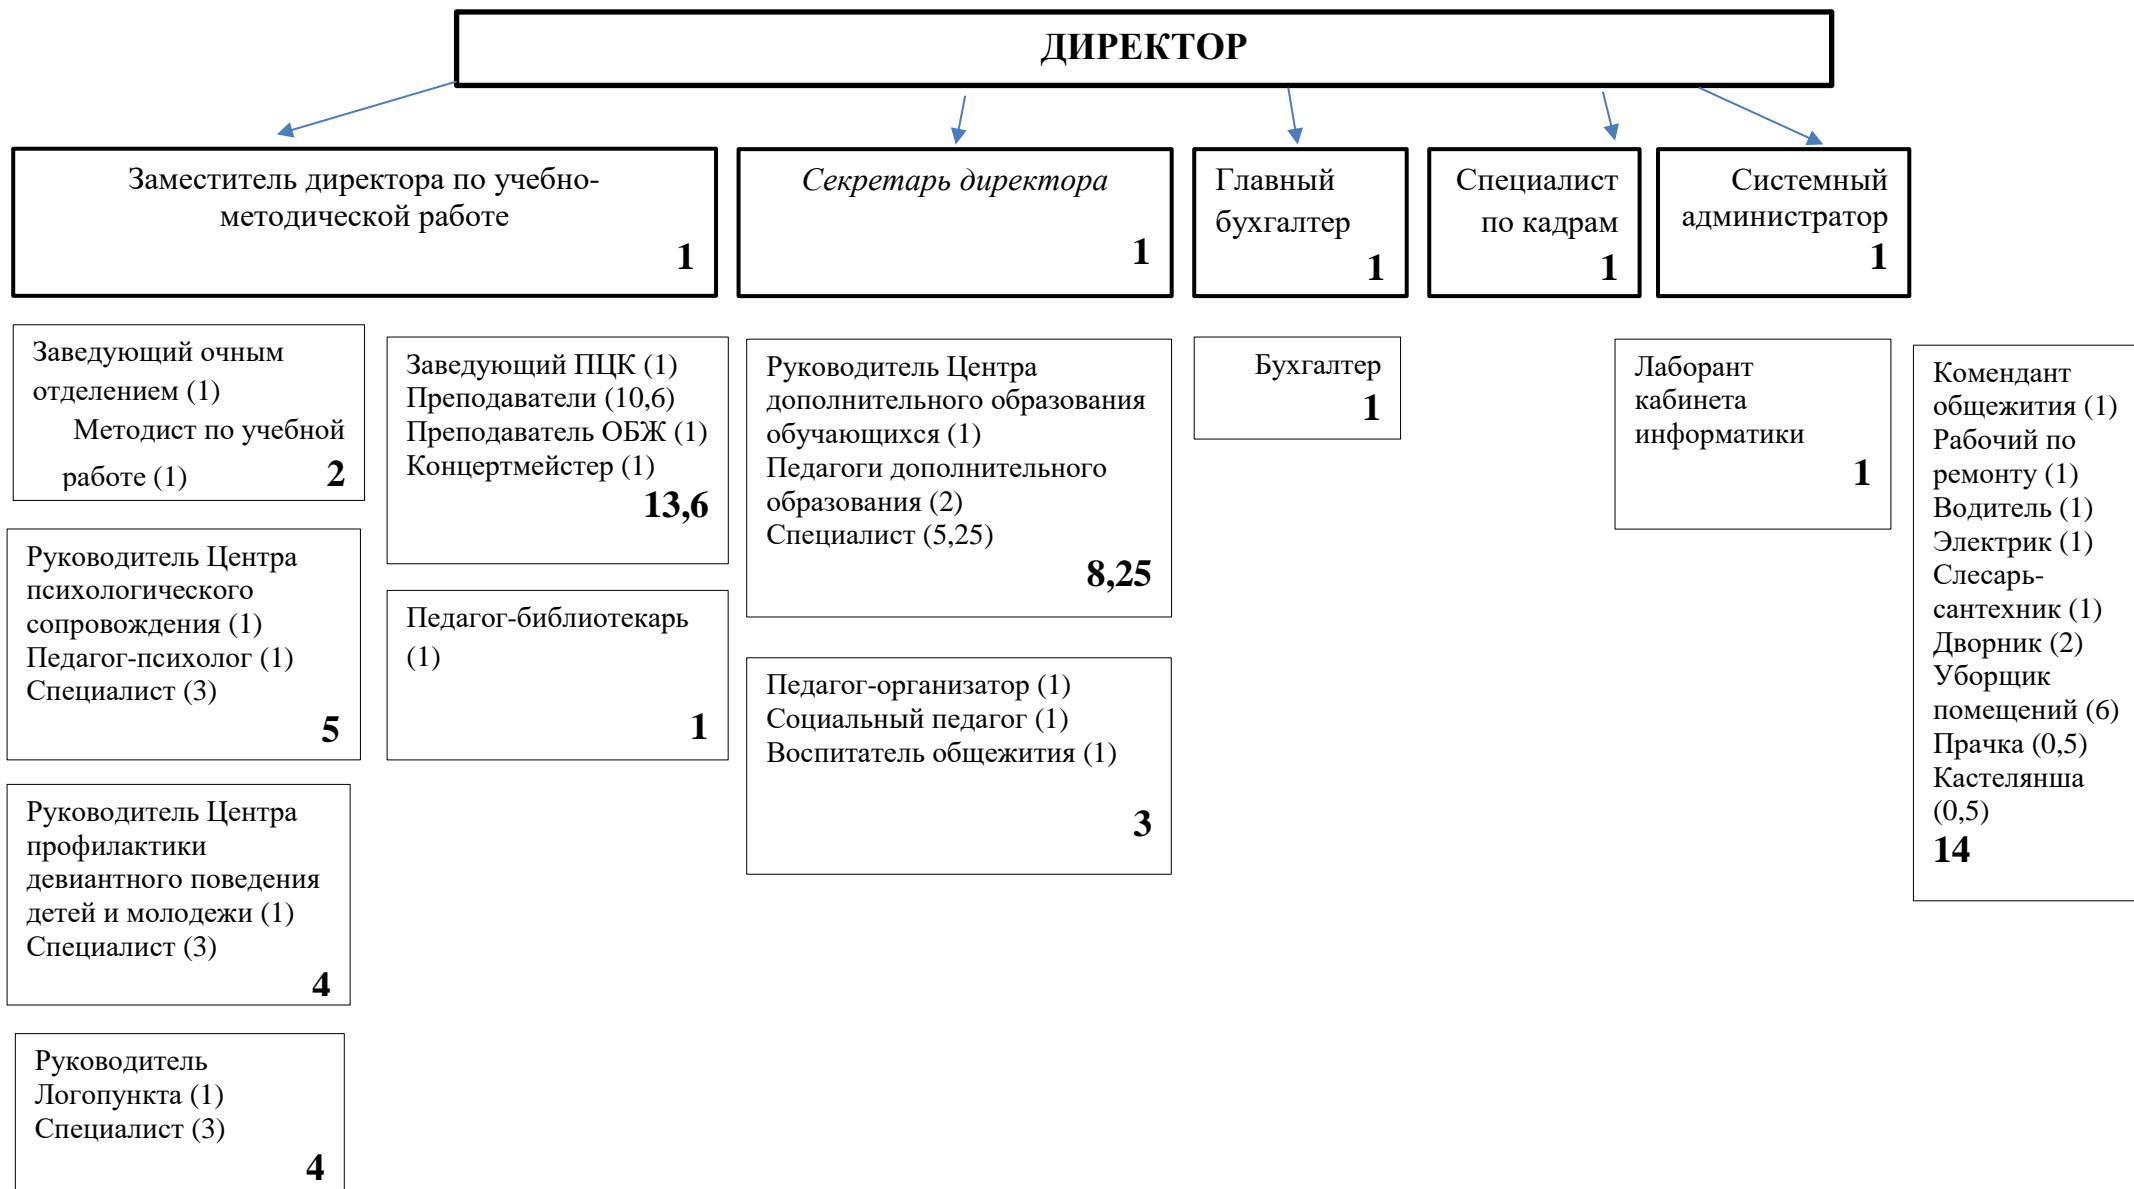 ДИРЕКТОР
Заместитель директора по учебно-
методической работе
1
Секретарь директора
1
Главный
бухгалтер
1
Специалист
по кадрам
1
Системный
администратор
1
Заведующий очным
отделением (1)
Методист по учебной
работе (1)
2
Заведующий ПЦК (1)
Преподаватели (10,6)
Преподаватель ОБЖ (1)
Концертмейстер (1)
13,6
Руководитель Центра
дополнительного образования
обучающихся (1)
Педагоги дополнительного
образования (2)
Специалист (5,25)
8,25
Бухгалтер
1
Лаборант
кабинета
информатики
1
Комендант
общежития (1)
Рабочий по
ремонту (1)
Водитель (1)
Электрик (1)
Слесарь-
сантехник (1)
Дворник (2)
Уборщик
помещений (6)
Прачка (0,5)
Кастелянша
(0,5)
14
Руководитель Центра
психологического
сопровождения (1)
Педагог-психолог (1)
Специалист (3)
5
Педагог-библиотекарь
(1)
1
Педагог-организатор (1)
Социальный педагог (1)
Воспитатель общежития (1)
3
Руководитель Центра
профилактики
девиантного поведения
детей и молодежи (1)
Специалист (3)
4
Руководитель
Логопункта (1)
Специалист (3)
4